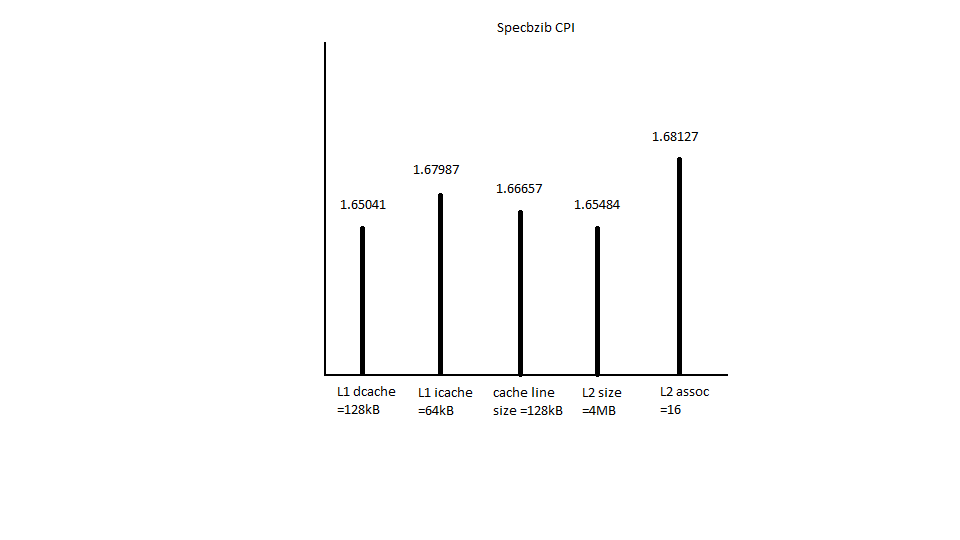 Specbzib CPI
1.68127
1.67987
1.66657
1.65041
1.65484
L1 dcache
=128kB
L1 icache
=64kB
cache line
size =128kB
L2 size
=4MB
L2 assoc
=16